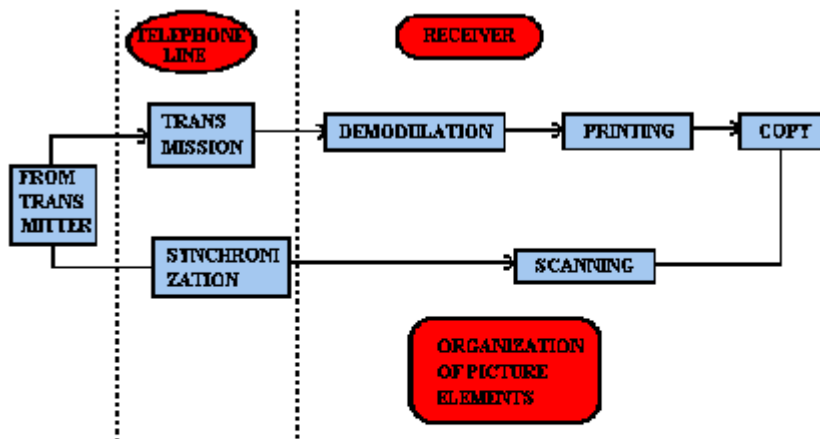 TELEPHONE
LINE
RECEIVER
TRANS
MISSION
DEMODULATION
PRINTING
COPY
FROM
TRANS
MITTER
SYNCHRONI
ZATION
SCANNING
ORGANIZATION
OF PICTURE
ELEMENTS